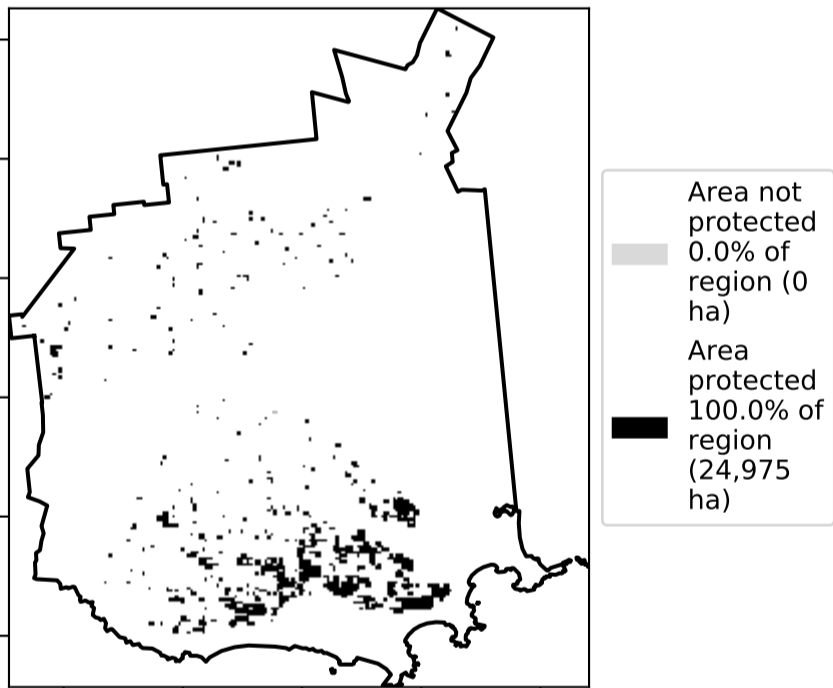 Area not
protected
0.0% of
region (0
ha)
Area
protected
100.0% of
region
(24,975
ha)